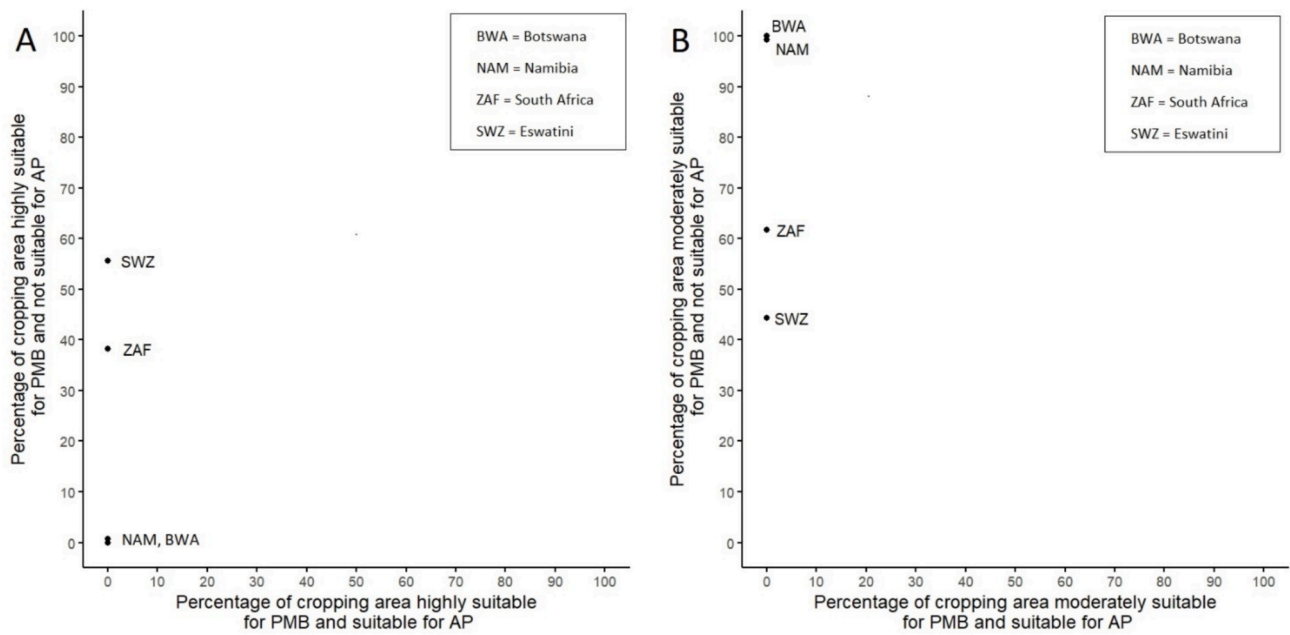 A
Percentage of cropping area highly suitable
for PMB and not suitable for AP
100
90
80
70
60
50
40
30
20
10
0
BWA = Botswana
NAM = Namibia
ZAF = South Africa
SWZ = Eswatini
SWZ
ZAF
NAM, BWA
0 10 20 30 40 50 60 70 80 90 100
Percentage of cropping area highly suitable
for PMB and suitable for AP
B
Percentage of cropping area moderately suitable
for PMB and not suitable for AP
100
90
80
70
60
50
40
30
20
10
0
BWA
NAM
BWA = Botswana
NAM = Namibia
ZAF = South Africa
SWZ = Eswatini
ZAF
SWZ
0 10 20 30 40 50 60 70 80 90 100
Percentage of cropping area moderately suitable
for PMB and suitable for AP